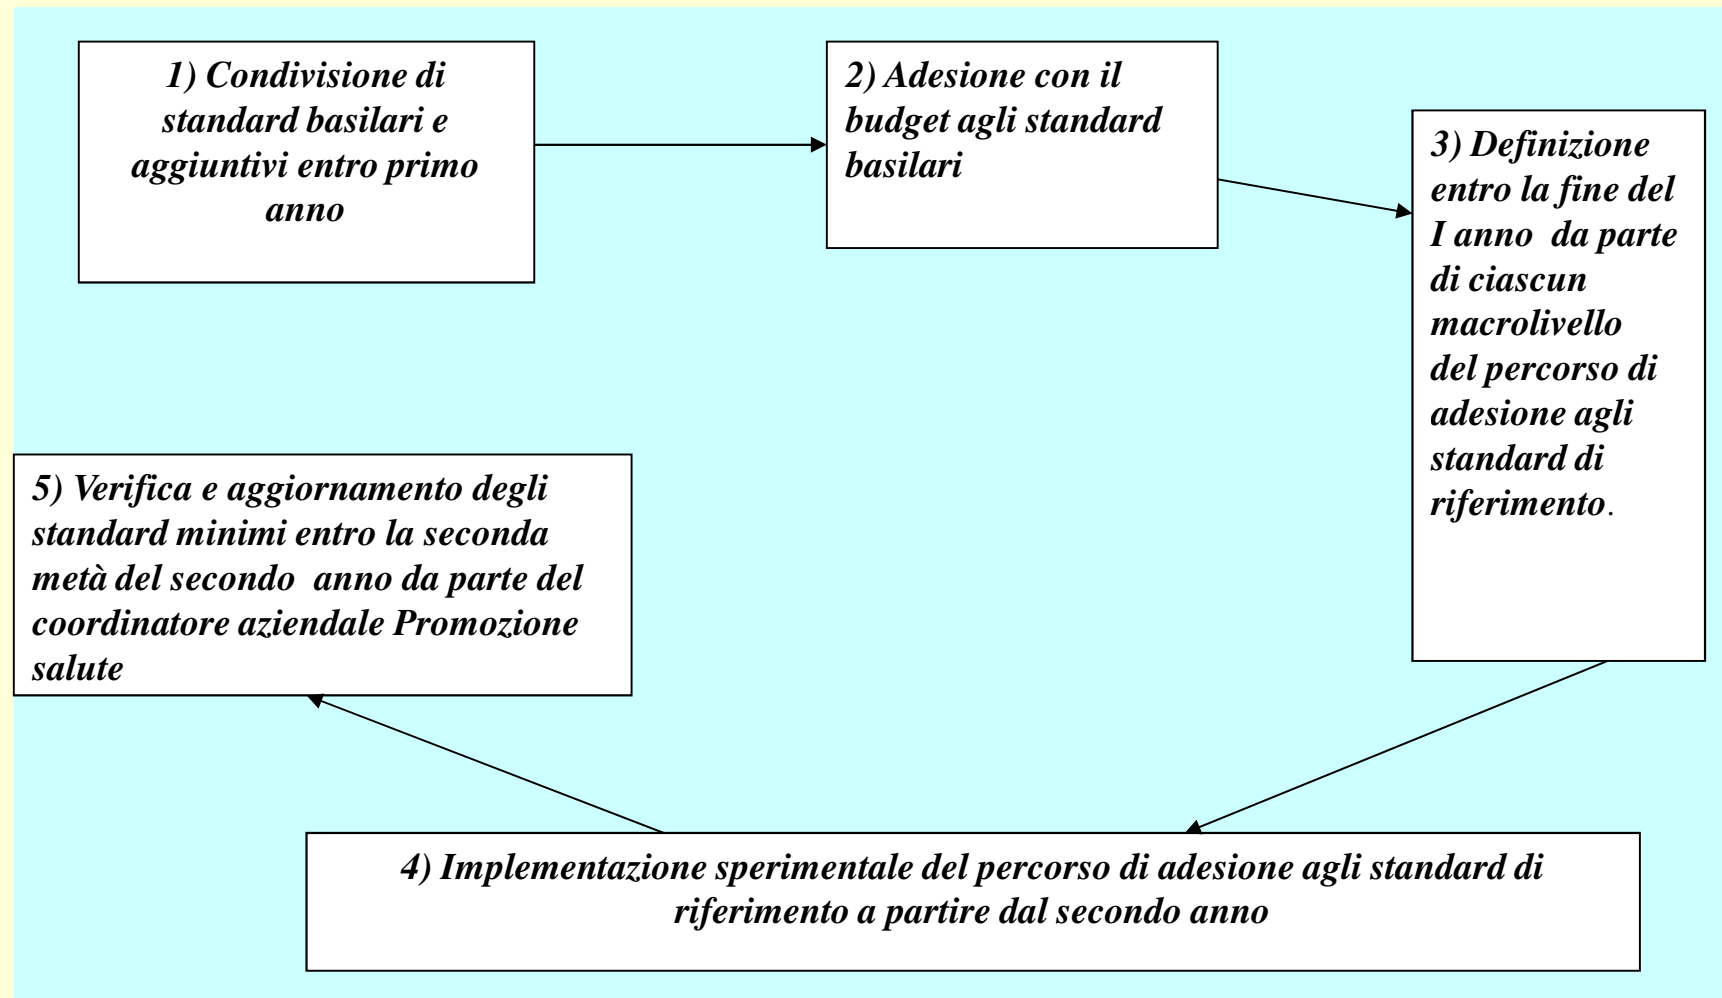 1) Condivisione di
standard basilari e
aggiuntivi entro primo
anno
2) Adesione con il
budget agli standard
basilari
3) Definizione
entro la fine del
I anno  da parte
di ciascun
macrolivello
del percorso di
adesione agli
standard di
riferimento.
4) Implementazione sperimentale del percorso di adesione agli standard di
riferimento a partire dal secondo anno
5) Verifica e aggiornamento degli
standard minimi entro la seconda
metà del secondo  anno da parte del
coordinatore aziendale Promozione
salute